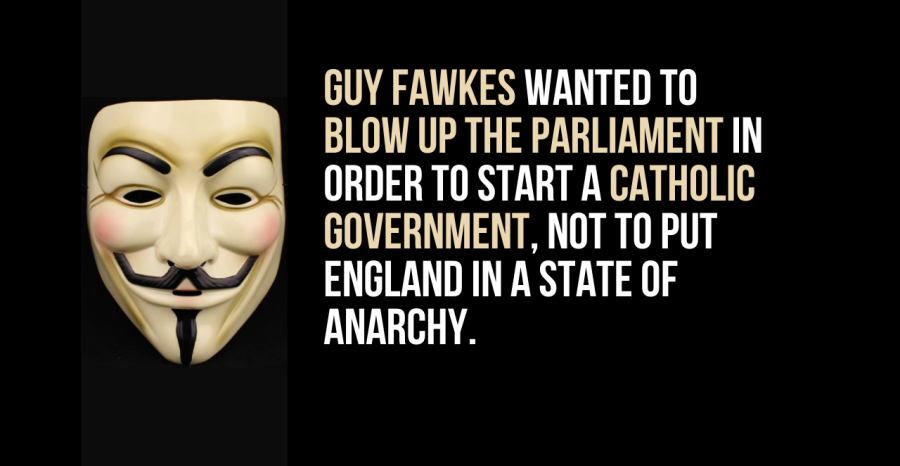 GUY FAWKES WANTED TO
BLOW UP THE PARLIAMENT IN
ORDER TO START A CATHOLIC
GOVERNMENT, NOT TO PUT
ENGLAND IN A STATE OF
ANARCHY.